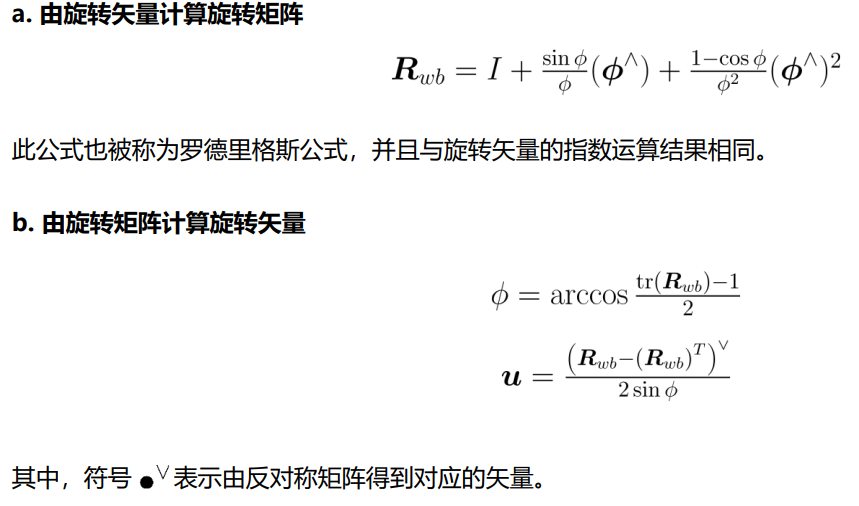 a. 由旋转矢量计算旋转矩阵
$\boldsymbol{R}_{wb} = I + \frac{\sin\phi}{\phi}(\boldsymbol{\phi}^{\wedge}) + \frac{1-\cos\phi}{\phi^2}(\boldsymbol{\phi}^{\wedge})^2$
此公式也被称为罗德里格斯公式，并且与旋转矢量的指数运算结果相同。
b. 由旋转矩阵计算旋转矢量
$\phi = \arccos\frac{\mathrm{tr}(\boldsymbol{R}_{wb})-1}{2}$
$\boldsymbol{u} = \frac{\left(\boldsymbol{R}_{wb}-(\boldsymbol{R}_{wb})^T\right)^{\vee}}{2\sin\phi}$
其中，符号 $\bullet^{\vee}$ 表示由反对称矩阵得到对应的矢量。